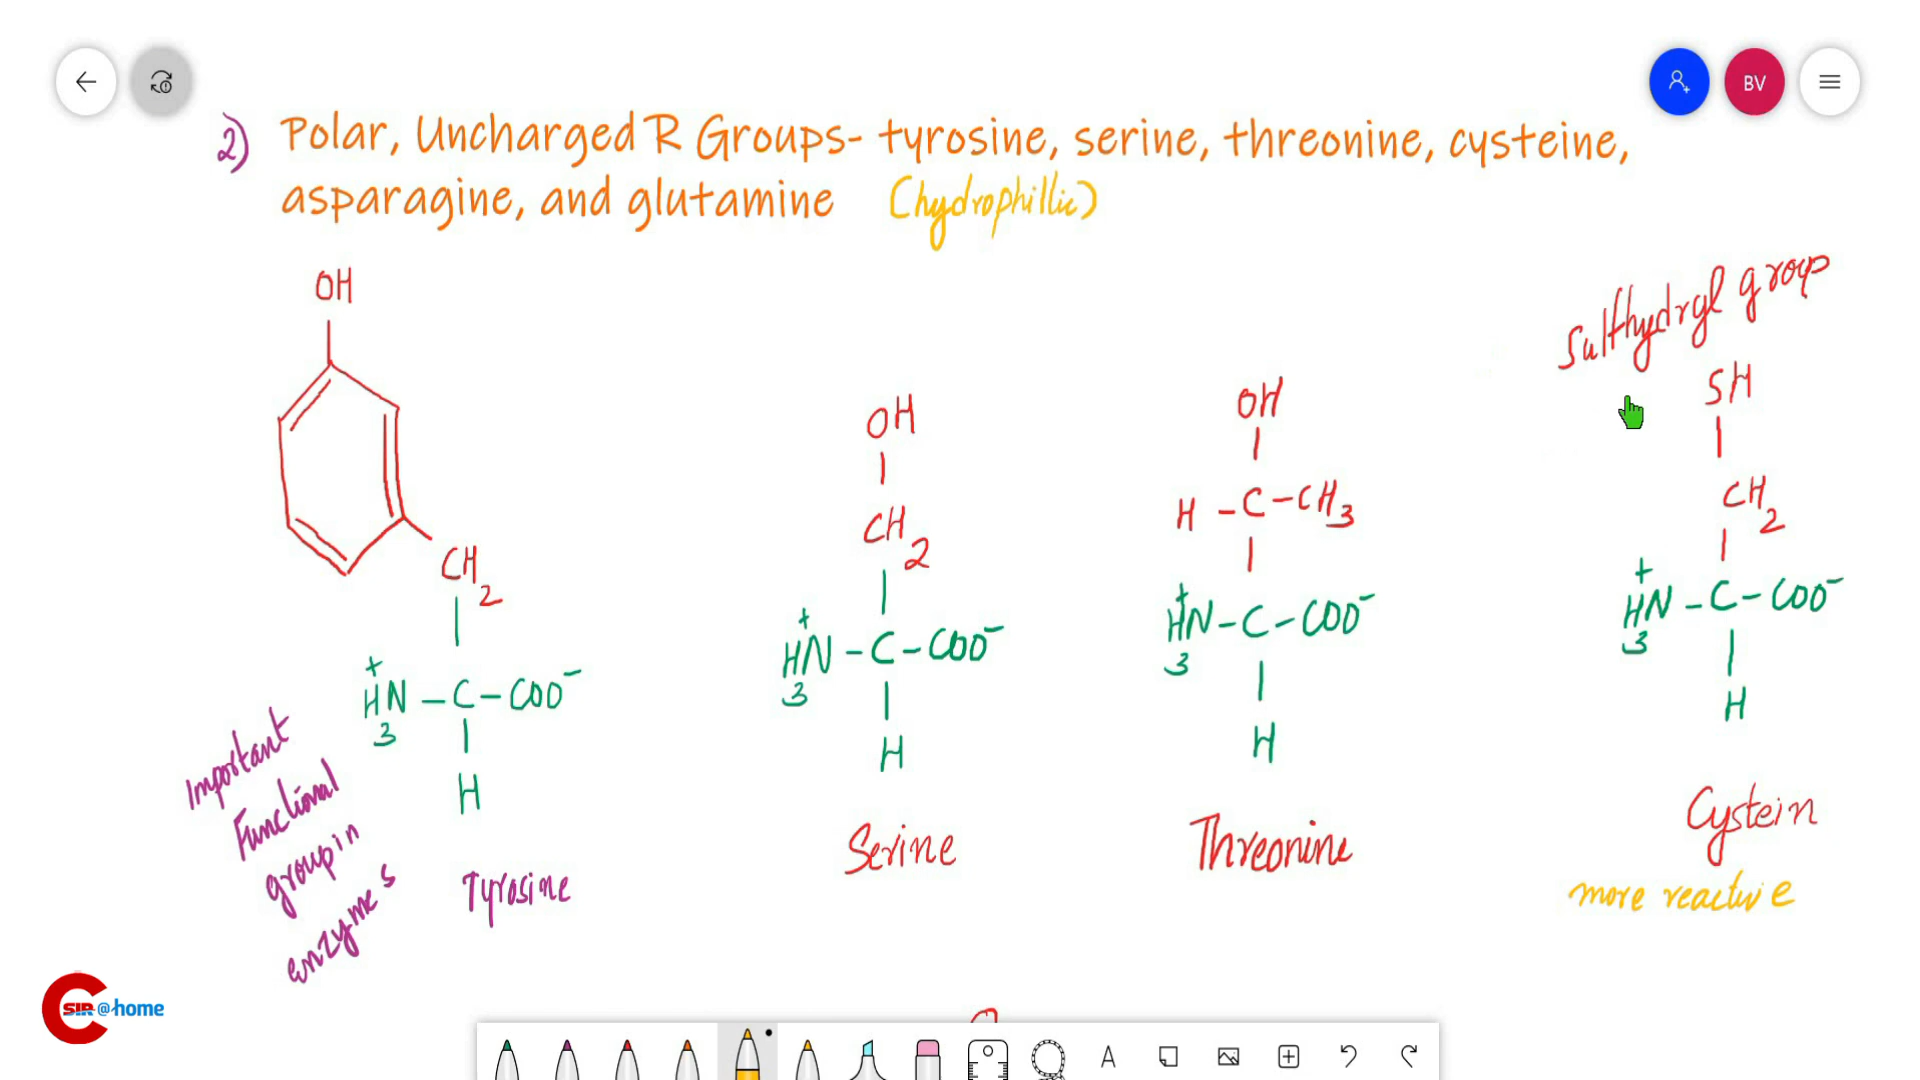 BV
2) Polar, Uncharged R Groups- tyrosine, serine, threonine, cysteine,
asparagine, and glutamine (hydrophillic)
OH
CH2
H3N+ - C - COO-
H
Tyrosine
Important
Functional
group in
enzymes
OH
CH2
H3N+ - C - COO-
H
Serine
OH
H - C - CH3
H3N+ - C - COO-
H
Threonine
Sulfhydryl group
SH
CH2
H3N+ - C - COO-
H
Cystein
more reactive
CSIR@home
A